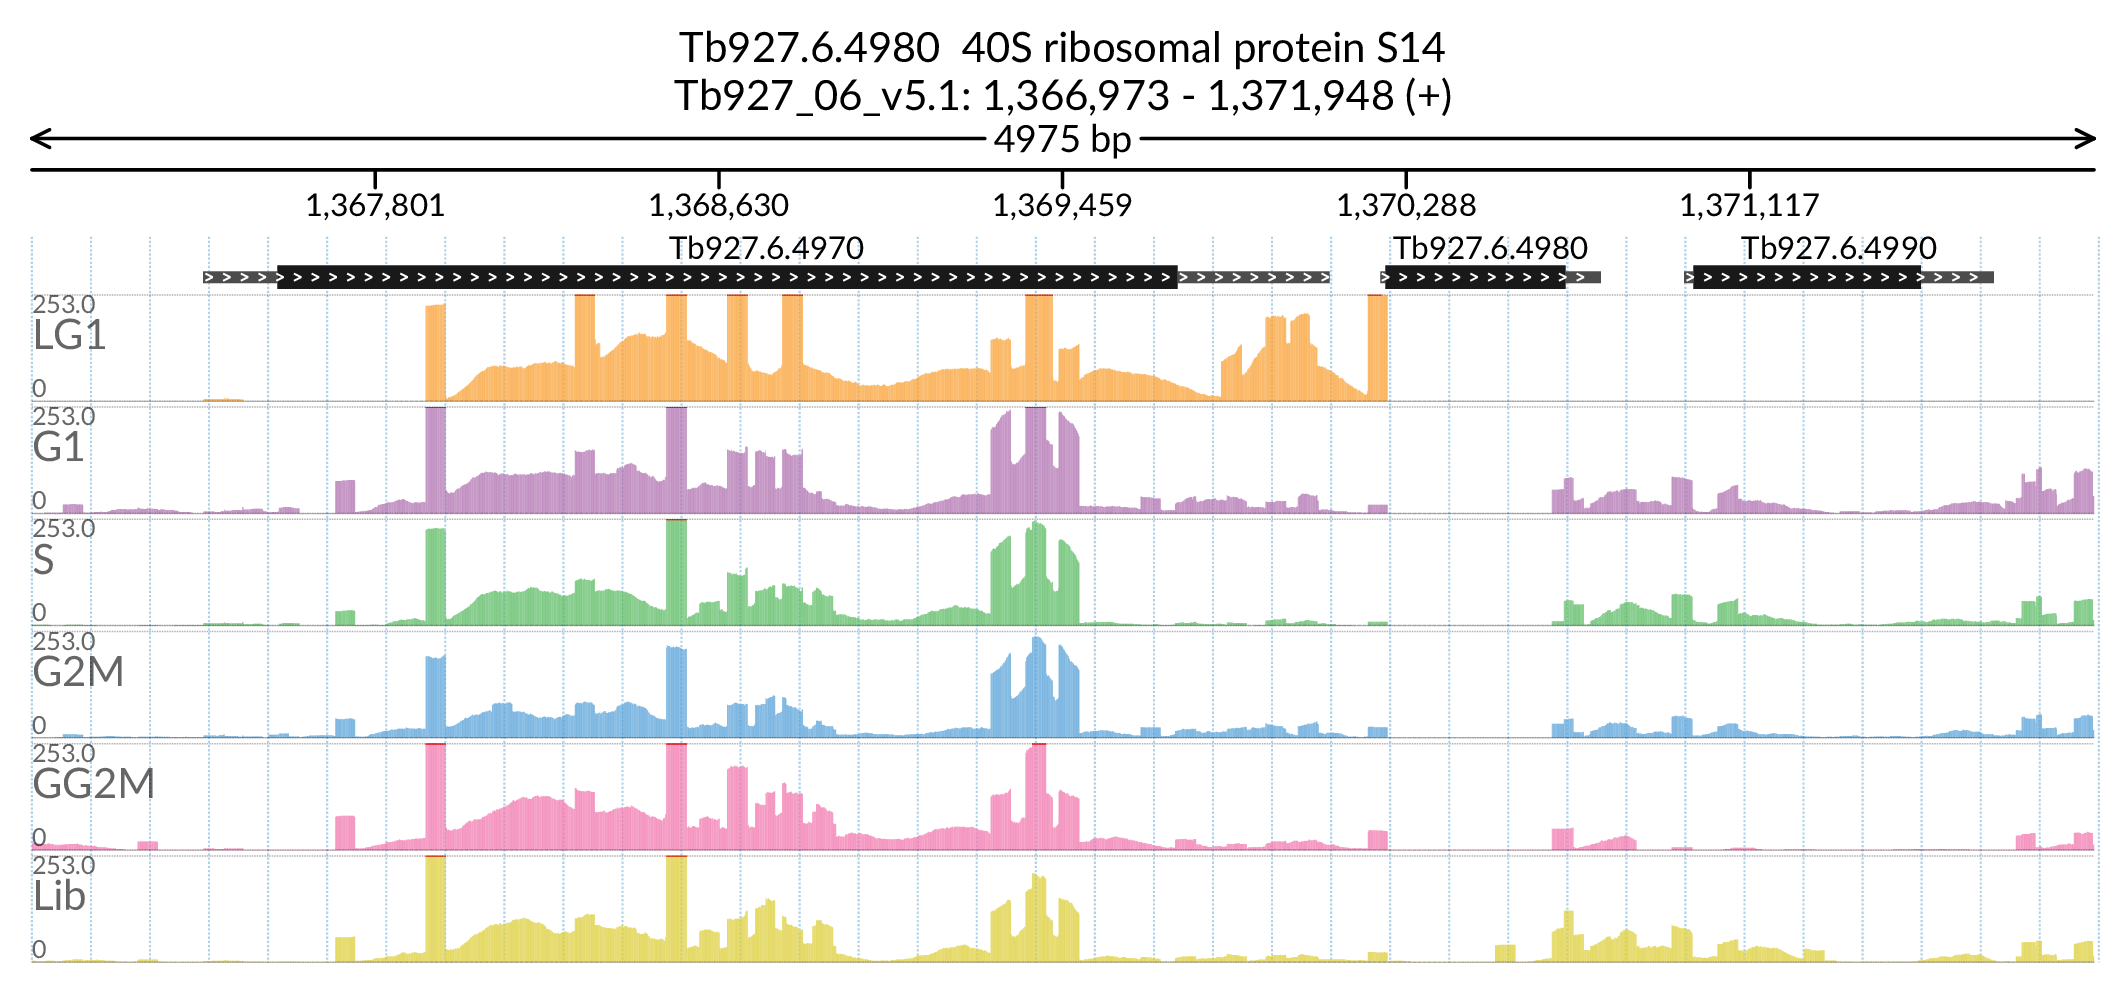 Tb927.6.4980  40S ribosomal protein S14
Tb927_06_v5.1: 1,366,973 - 1,371,948 (+)
4975 bp
1,367,801 1,368,630 1,369,459 1,370,288 1,371,117
Tb927.6.4970 Tb927.6.4980 Tb927.6.4990
253.0
LG1
0
253.0
G1
0
253.0
S
0
253.0
G2M
0
253.0
GG2M
0
253.0
Lib
0